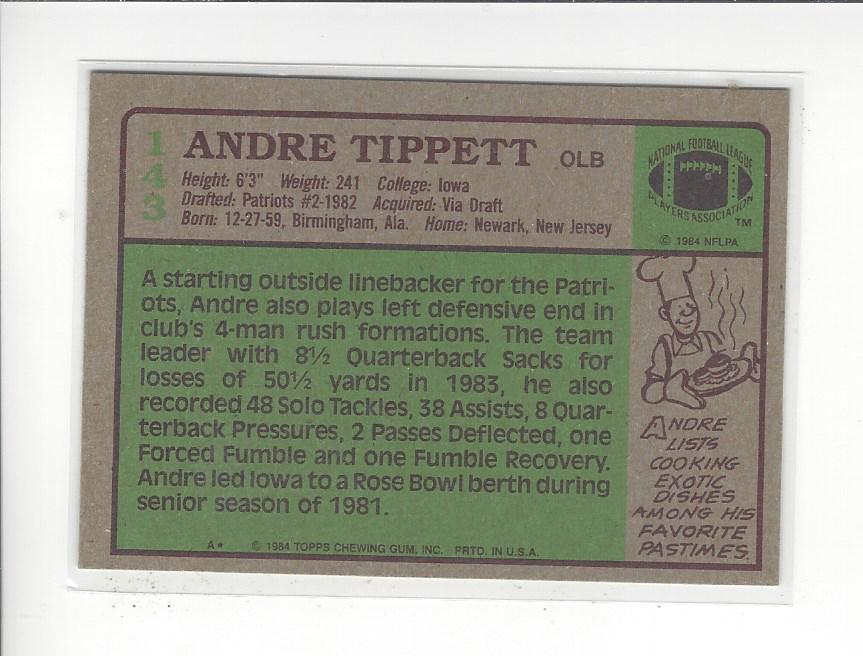 143
ANDRE TIPPETT OLB
Height: 6'3" Weight: 241 College: Iowa
Drafted: Patriots #2-1982 Acquired: Via Draft
Born: 12-27-59, Birmingham, Ala. Home: Newark, New Jersey
NATIONAL FOOTBALL LEAGUE
NFLPA
PLAYERS ASSOCIATION
TM
© 1984 NFLPA
A starting outside linebacker for the Patri-
ots, Andre also plays left defensive end in
club's 4-man rush formations. The team
leader with 8½ Quarterback Sacks for
losses of 50½ yards in 1983, he also
recorded 48 Solo Tackles, 38 Assists, 8 Quar-
terback Pressures, 2 Passes Deflected, one
Forced Fumble and one Fumble Recovery.
Andre led Iowa to a Rose Bowl berth during
senior season of 1981.
A* © 1984 TOPPS CHEWING GUM, INC. PRTD. IN U.S.A.
ANDRE
LISTS
COOKING
EXOTIC
DISHES
AMONG HIS
FAVORITE
PASTIMES.